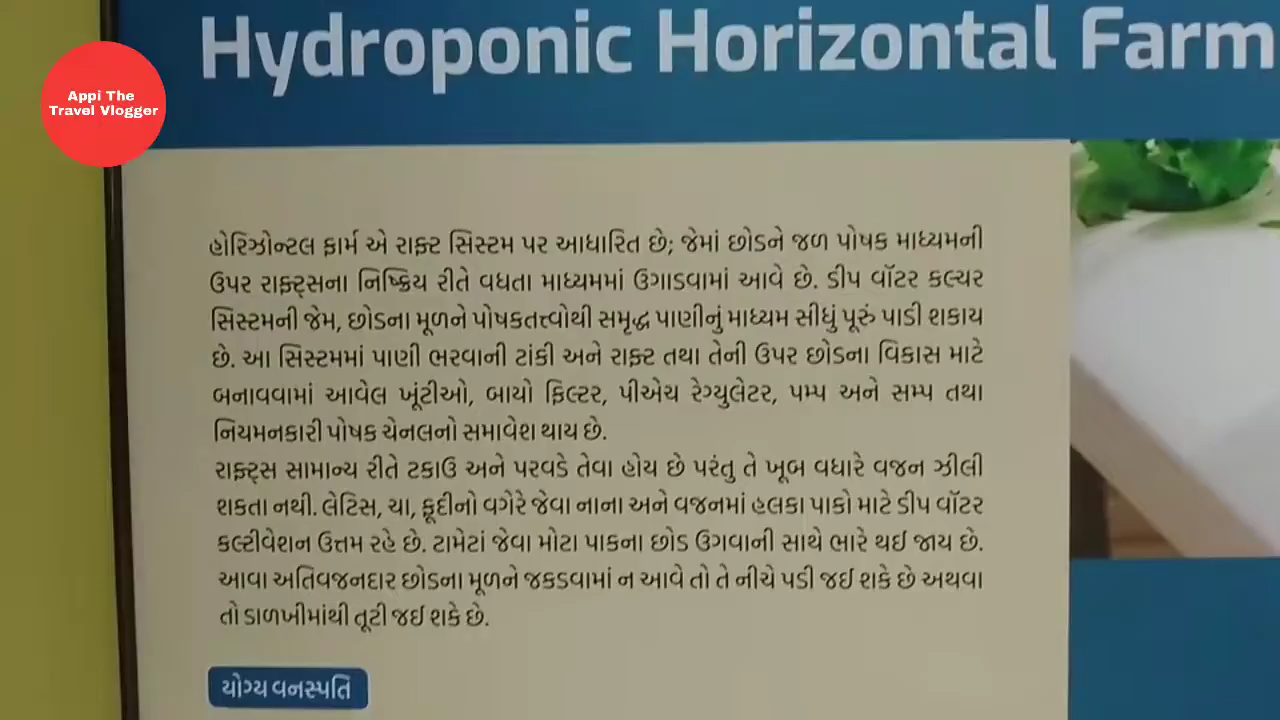 Hydroponic Horizontal Farm
Appi The
Travel Vlogger
હોરિઝોન્ટલ ફાર્મ એ રાફ્ટ સિસ્ટમ પર આધારિત છે; જેમાં છોડને જળ પોષક માધ્યમની
ઉપર રાફ્ટ્સના નિષ્ક્રિય રીતે વધતા માધ્યમમાં ઉગાડવામાં આવે છે. ડીપ વૉટર કલ્ચર
સિસ્ટમની જેમ, છોડના મૂળને પોષકતત્ત્વોથી સમૃદ્ધ પાણીનું માધ્યમ સીધું પૂરું પાડી શકાય
છે. આ સિસ્ટમમાં પાણી ભરવાની ટાંકી અને રાફ્ટ તથા તેની ઉપર છોડના વિકાસ માટે
બનાવવામાં આવેલ ખૂંટીઓ, બાયો ફિલ્ટર, પીએચ રેગ્યુલેટર, પમ્પ અને સમ્પ તથા
નિયમનકારી પોષક ચેનલનો સમાવેશ થાય છે.
રાફ્ટ્સ સામાન્ય રીતે ટકાઉ અને પરવડે તેવા હોય છે પરંતુ તે ખૂબ વધારે વજન ઝીલી
શકતા નથી. લેટિસ, ચા, ફૂદીનો વગેરે જેવા નાના અને વજનમાં હલકા પાકો માટે ડીપ વૉટર
કલ્ટીવેશન ઉત્તમ રહે છે. ટામેટાં જેવા મોટા પાકના છોડ ઉગવાની સાથે ભારે થઈ જાય છે.
આવા અતિવજનદાર છોડના મૂળને જકડવામાં ન આવે તો તે નીચે પડી જઈ શકે છે અથવા
તો ડાળખીમાંથી તૂટી જઈ શકે છે.
યોગ્ય વનસ્પતિ